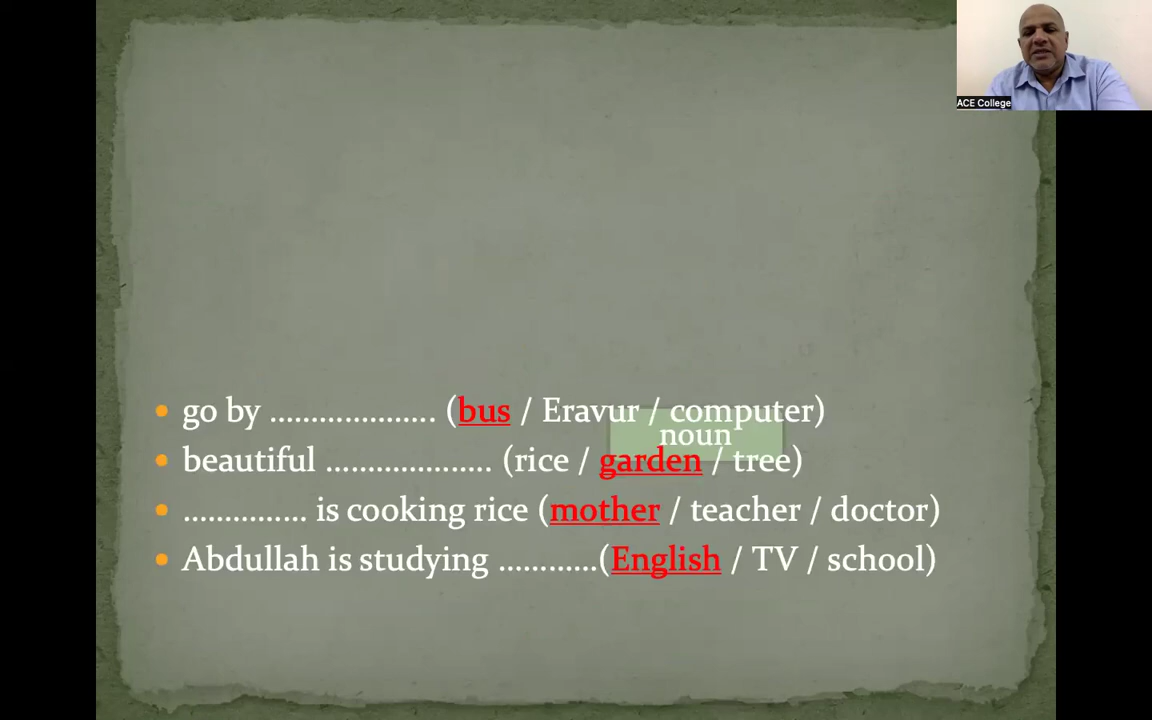 ACE College
go by .................... (bus / Eravur / computer)
noun
beautiful .................... (rice / garden / tree)
............... is cooking rice (mother / teacher / doctor)
Abdullah is studying ............(English / TV / school)